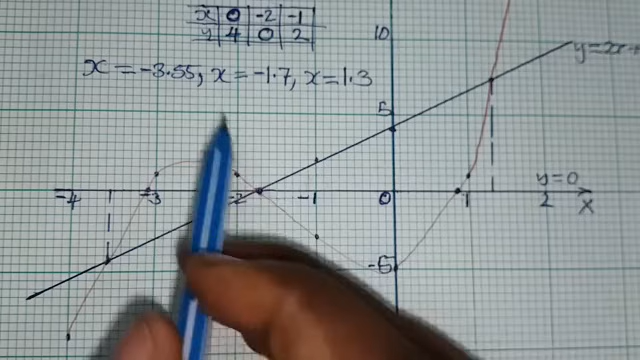 x 0 -2 -1
y 4 0 2
10
y=2x+
x = -3.55, x = -1.7, x = 1.3
5
y=0
-4 -3 -2 -1 0 1 2 x
-5